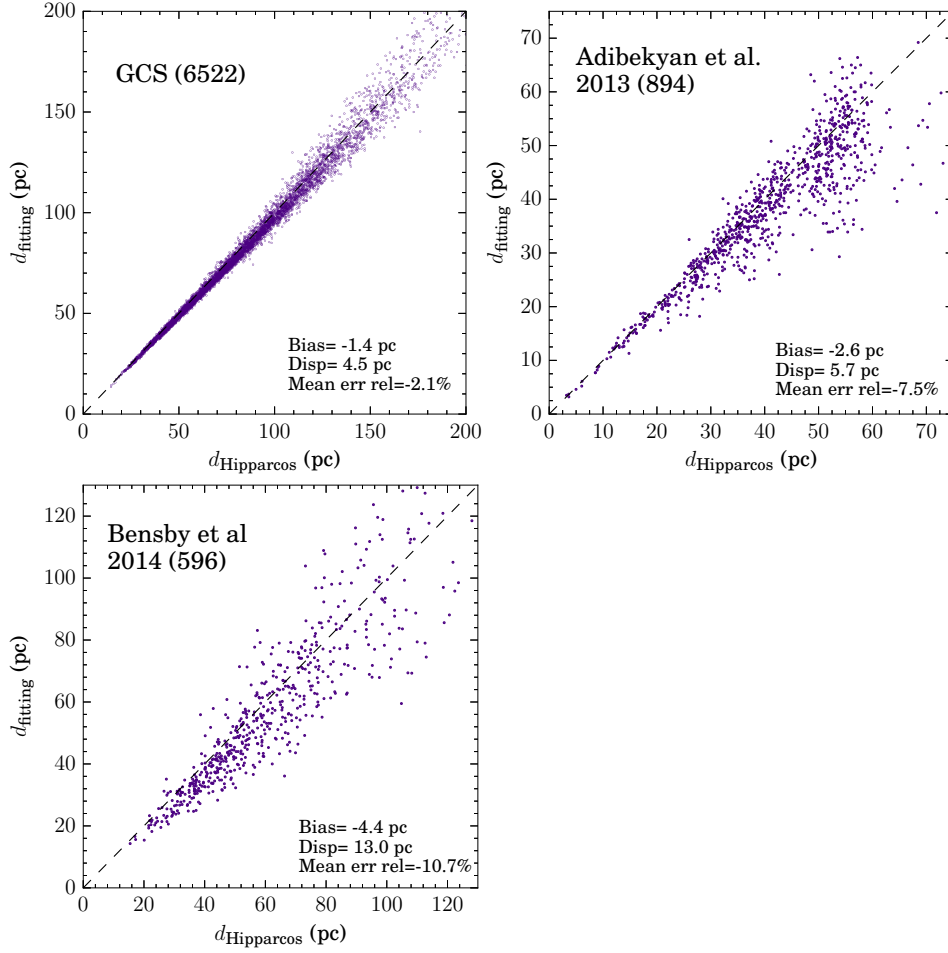 200
150
100
50
0
d_fitting (pc)
GCS (6522)
Bias= -1.4 pc
Disp= 4.5 pc
Mean err rel=-2.1%
0 50 100 150 200
d_Hipparcos (pc)
70
60
50
40
30
20
10
0
d_fitting (pc)
Adibekyan et al.
2013 (894)
Bias= -2.6 pc
Disp= 5.7 pc
Mean err rel=-7.5%
0 10 20 30 40 50 60 70
d_Hipparcos (pc)
120
100
80
60
40
20
0
d_fitting (pc)
Bensby et al
2014 (596)
Bias= -4.4 pc
Disp= 13.0 pc
Mean err rel=-10.7%
0 20 40 60 80 100 120
d_Hipparcos (pc)